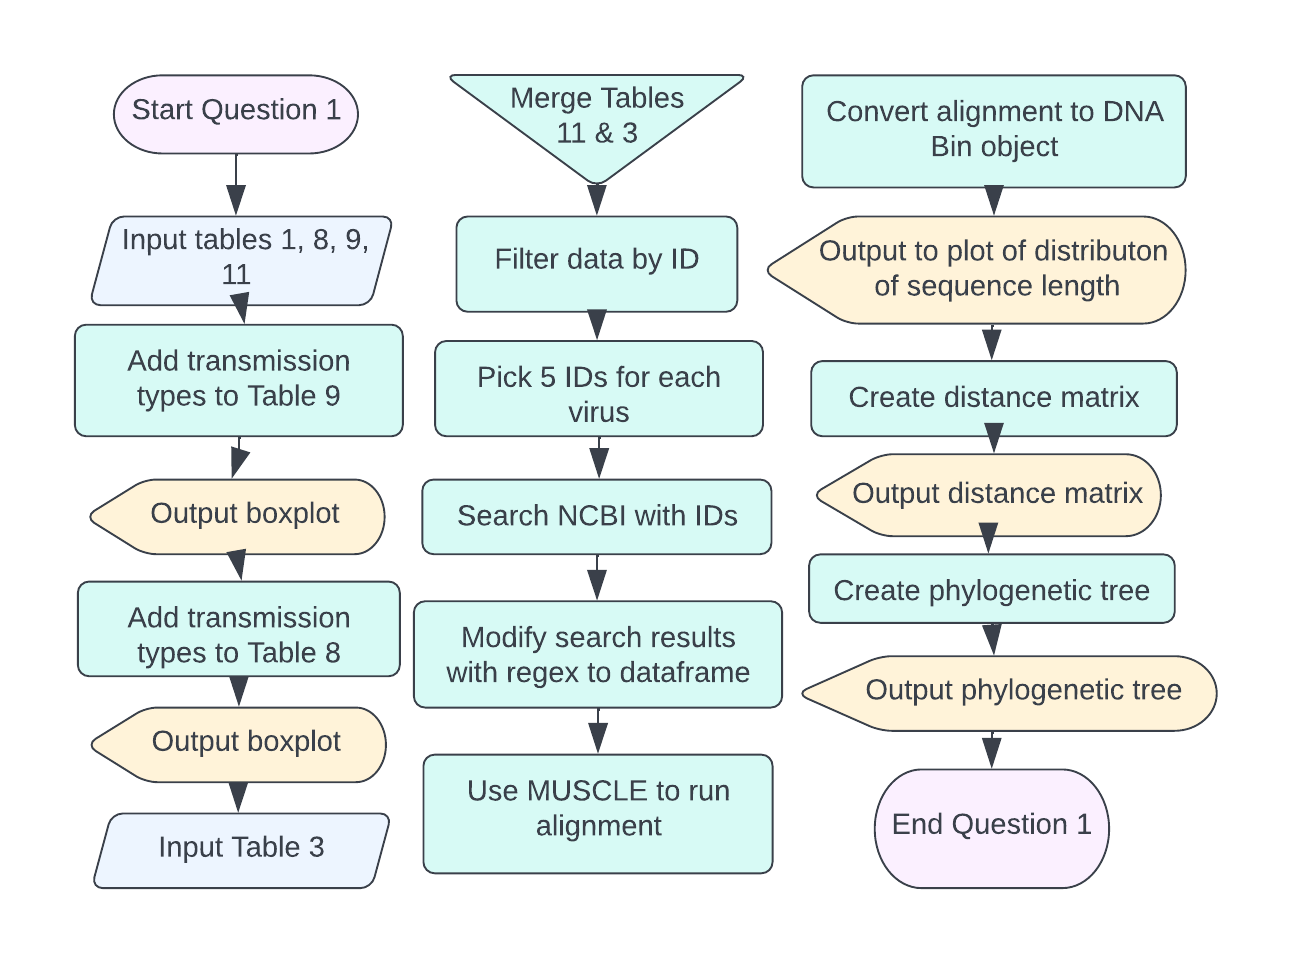 Start Question 1
Input tables 1, 8, 9,
11
Add transmission
types to Table 9
Output boxplot
Add transmission
types to Table 8
Output boxplot
Input Table 3
Merge Tables
11 & 3
Filter data by ID
Pick 5 IDs for each
virus
Search NCBI with IDs
Modify search results
with regex to dataframe
Use MUSCLE to run
alignment
Convert alignment to DNA
Bin object
Output to plot of distributon
of sequence length
Create distance matrix
Output distance matrix
Create phylogenetic tree
Output phylogenetic tree
End Question 1